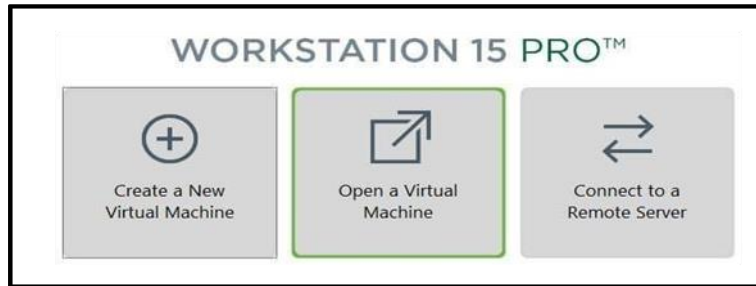 WORKSTATION 15 PRO™
Create a New
Virtual Machine
Open a Virtual
Machine
Connect to a
Remote Server